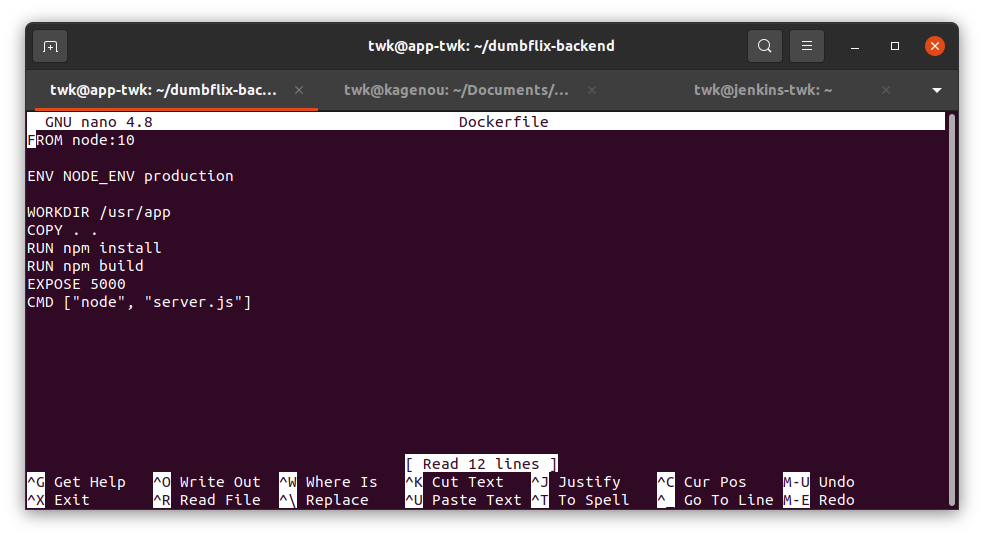 twk@app-twk: ~/dumbflix-backend
twk@app-twk: ~/dumbflix-bac...
twk@kagenou: ~/Documents/...
twk@jenkins-twk: ~
GNU nano 4.8 Dockerfile
FROM node:10
ENV NODE_ENV production
WORKDIR /usr/app
COPY . .
RUN npm install
RUN npm build
EXPOSE 5000
CMD ["node", "server.js"]
[ Read 12 lines ]
^G Get Help ^O Write Out ^W Where Is ^K Cut Text ^J Justify ^C Cur Pos M-U Undo
^X Exit ^R Read File ^\ Replace ^U Paste Text ^T To Spell ^_ Go To Line M-E Redo